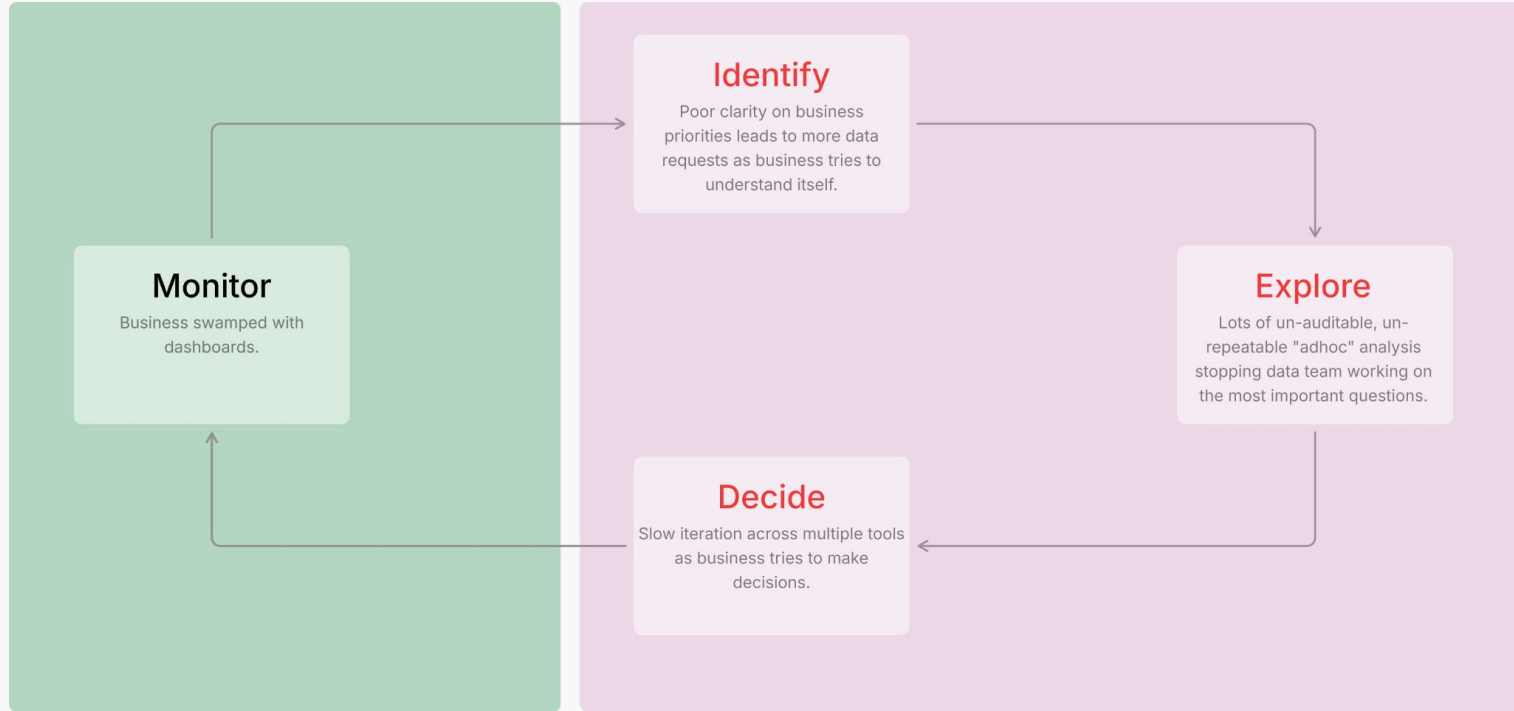 Identify
Poor clarity on business
priorities leads to more data
requests as business tries to
understand itself.
Monitor
Business swamped with
dashboards.
Explore
Lots of un-auditable, un-
repeatable "adhoc" analysis
stopping data team working on
the most important questions.
Decide
Slow iteration across multiple tools
as business tries to make
decisions.